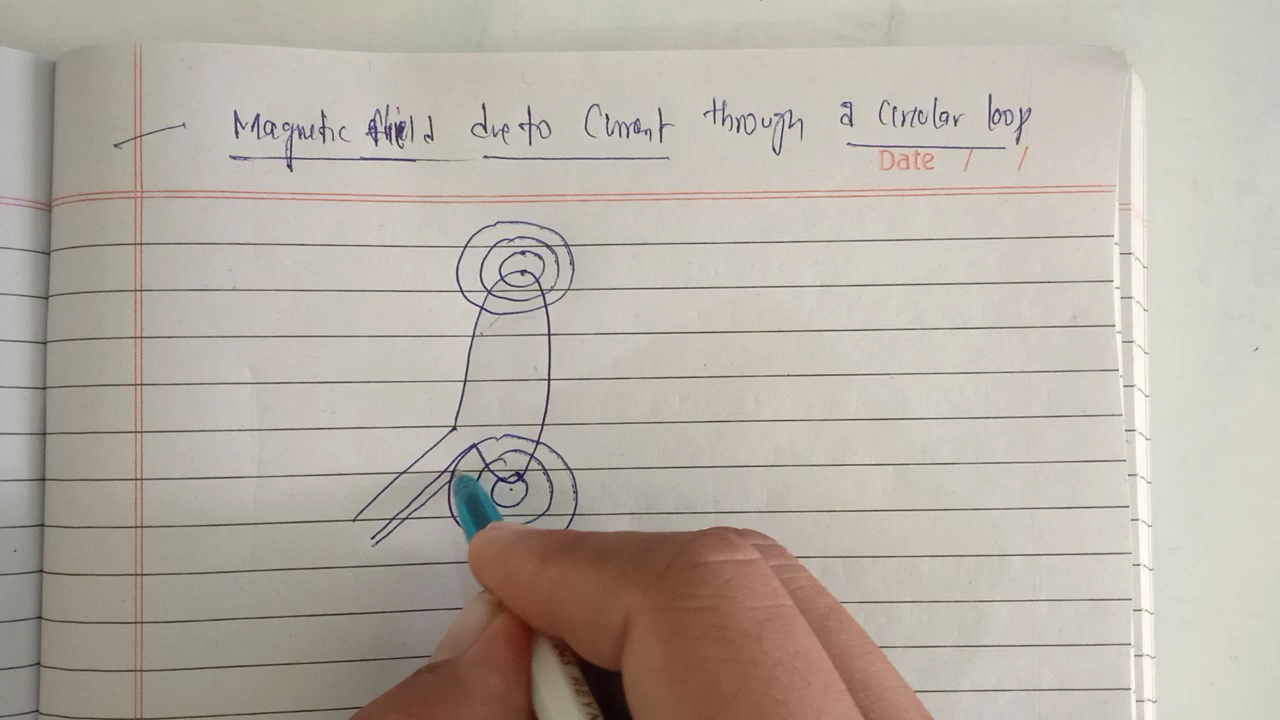 Magnetic field due to Current through a circular loop
Date / /